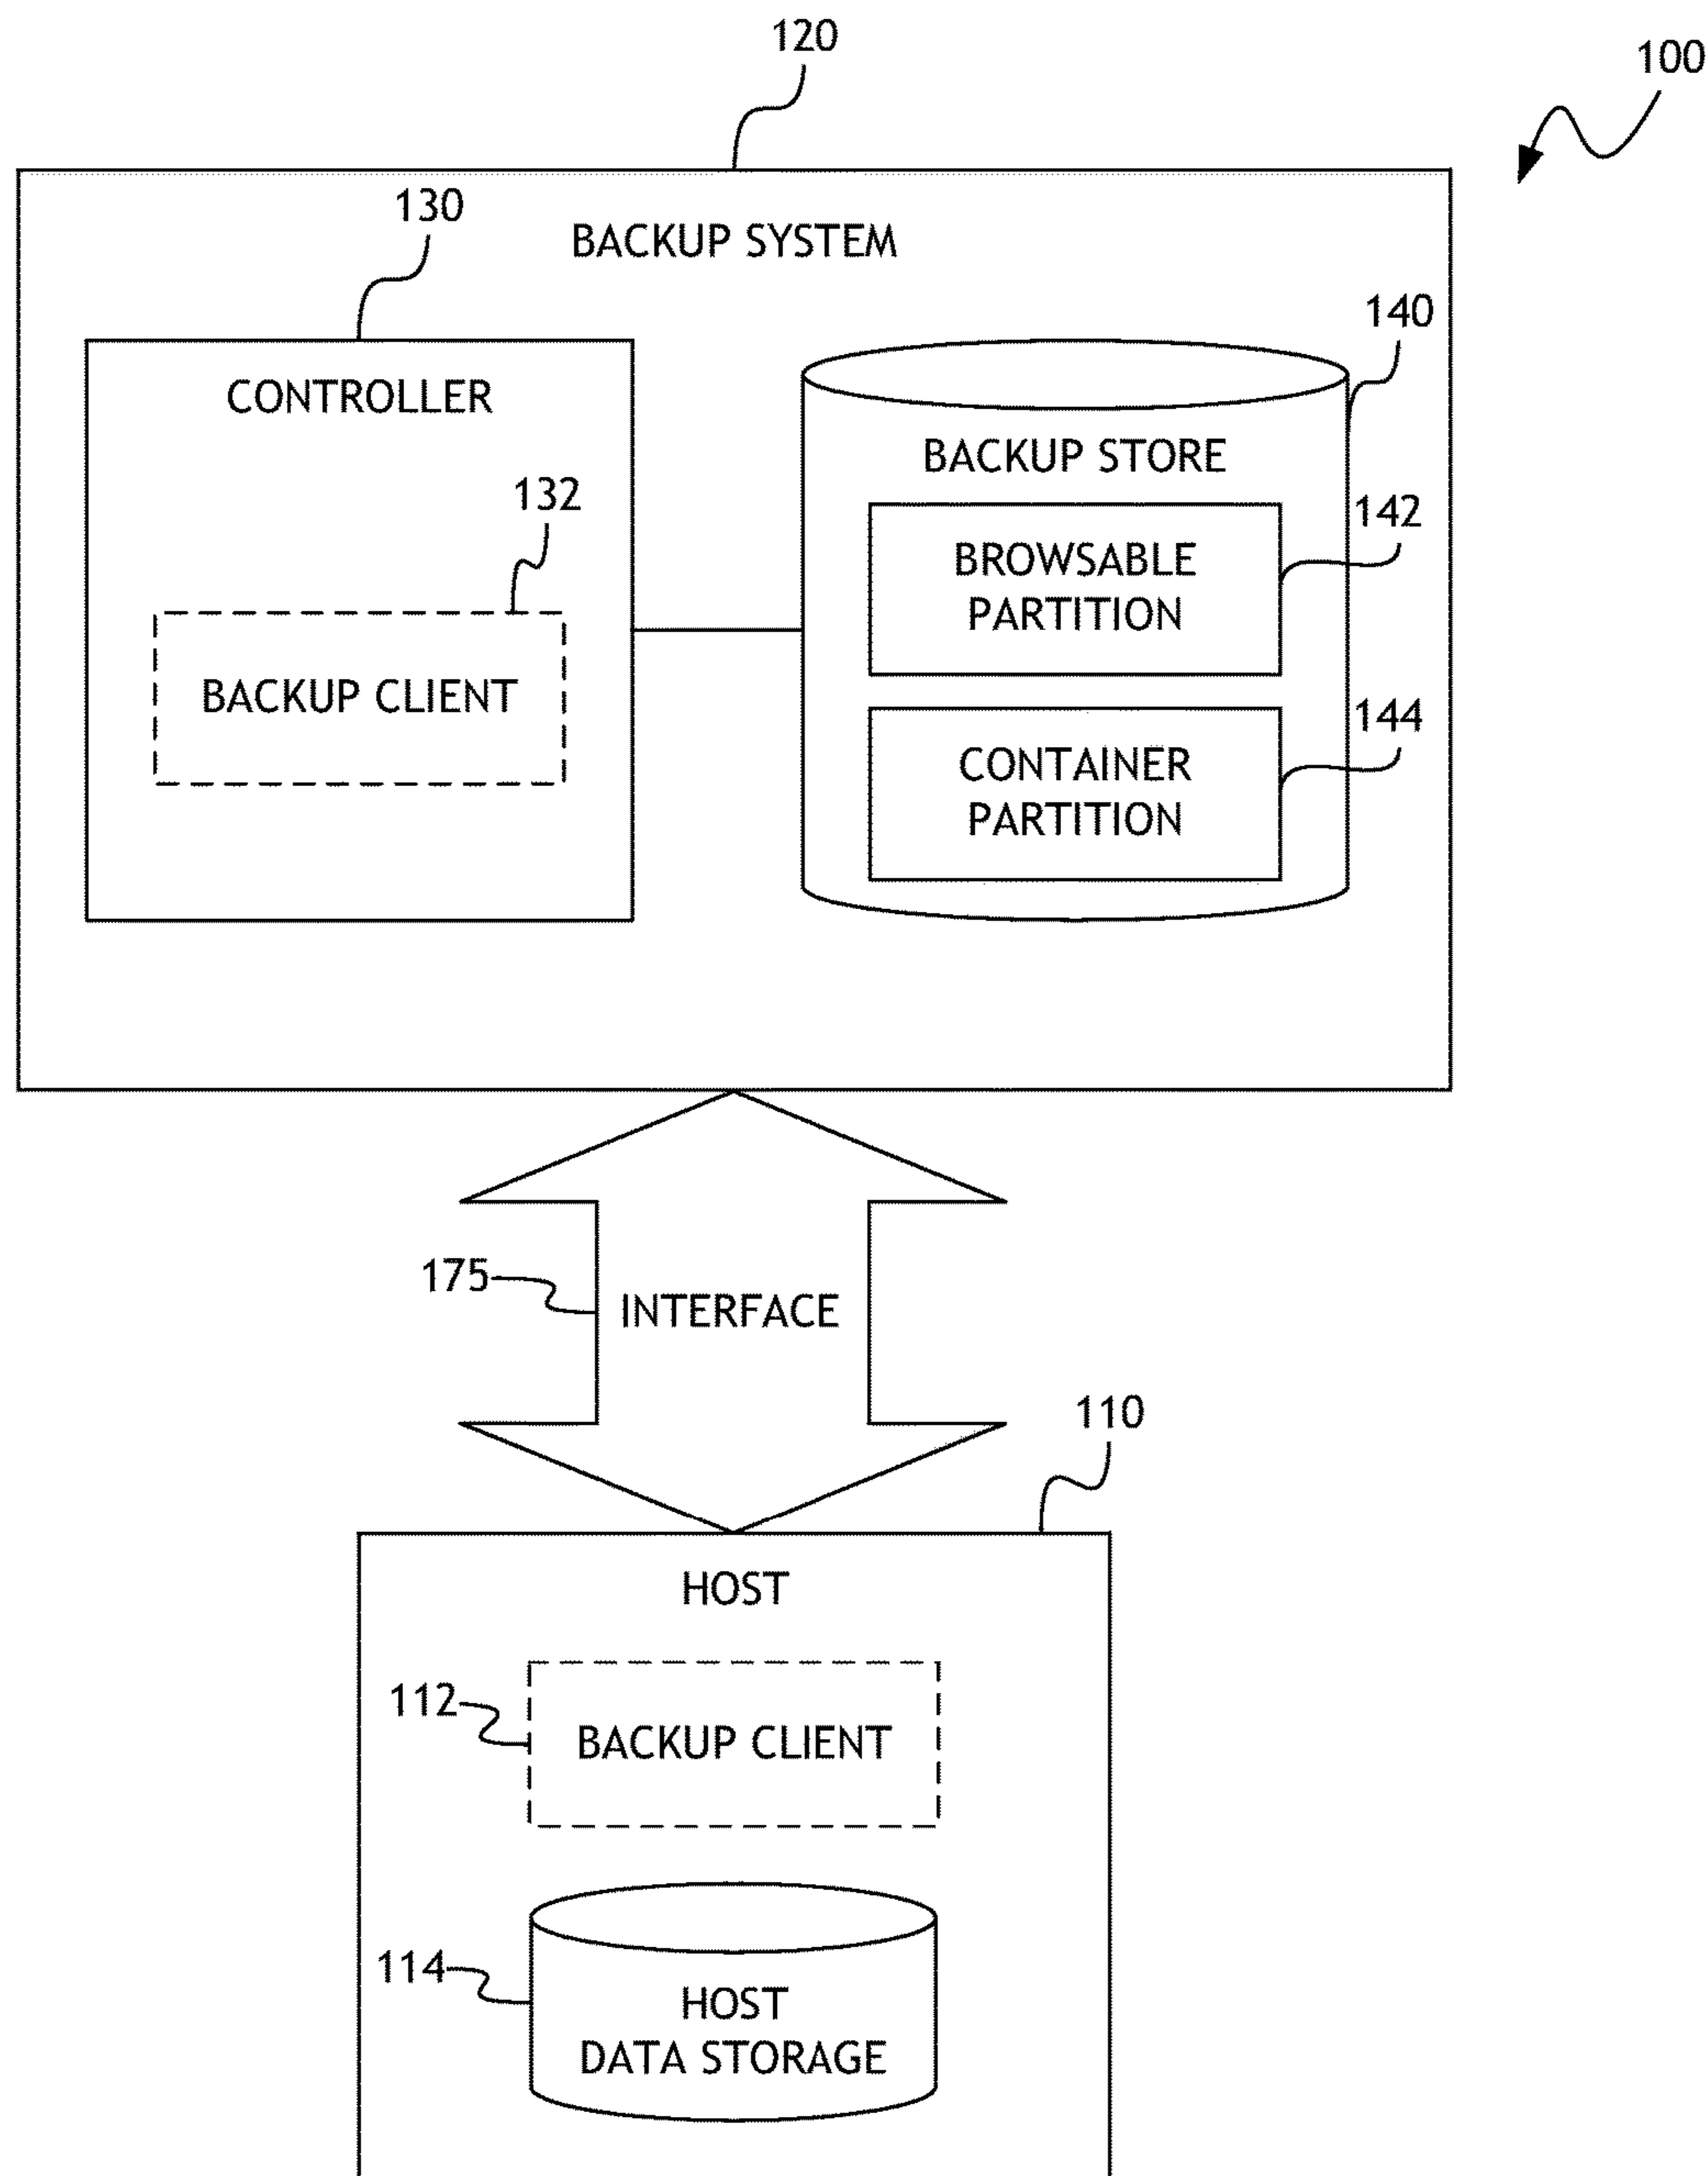 120
100
130
BACKUP SYSTEM
140
CONTROLLER
BACKUP STORE
132
142
BROWSABLE
PARTITION
BACKUP CLIENT
144
CONTAINER
PARTITION
175
INTERFACE
110
HOST
112
BACKUP CLIENT
114
HOST
DATA STORAGE